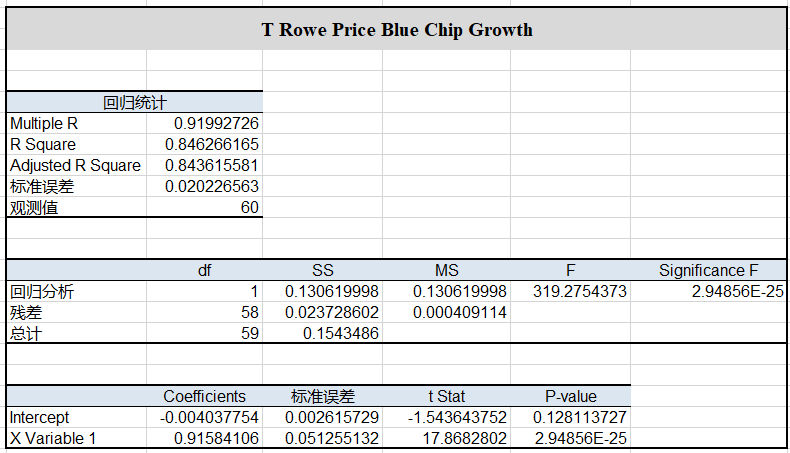 T Rowe Price Blue Chip Growth
回归统计
Multiple R 0.91992726
R Square 0.846266165
Adjusted R Square 0.843615581
标准误差 0.020226563
观测值 60
df SS MS F Significance F
回归分析 1 0.130619998 0.130619998 319.2754373 2.94856E-25
残差 58 0.023728602 0.000409114
总计 59 0.1543486
Coefficients 标准误差 t Stat P-value
Intercept -0.004037754 0.002615729 -1.543643752 0.128113727
X Variable 1 0.91584106 0.051255132 17.8682802 2.94856E-25